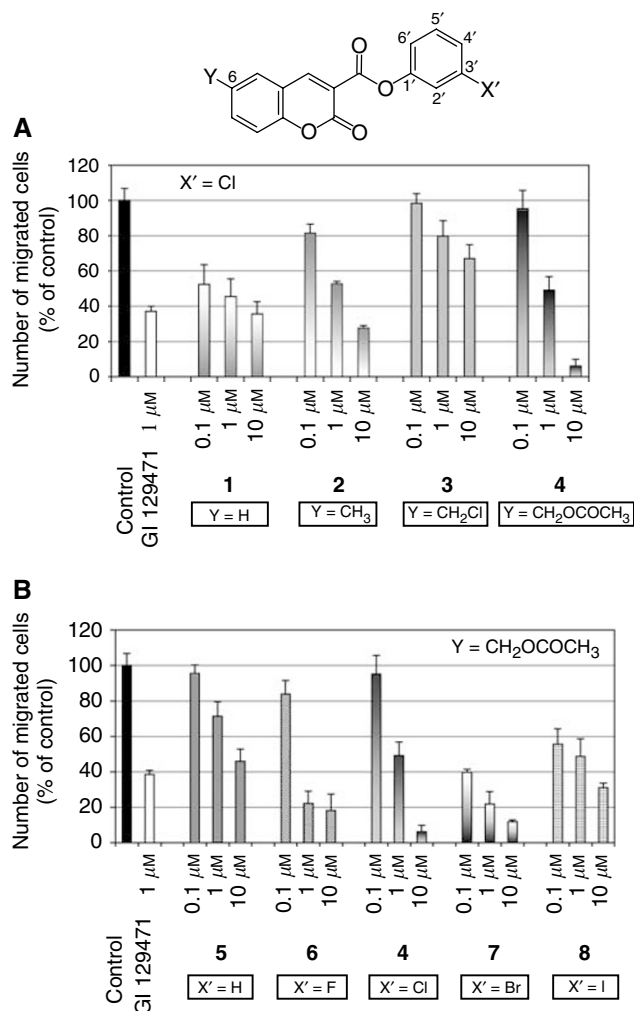 5′
6′
4′
Y
6
O
3′
1′
O
2′
X′
O
O
A
X′ = Cl
Number of migrated cells
(% of control)
120
100
80
60
40
20
0
Control
GI 129471
1 μM
0.1 μM
1 μM
10 μM
0.1 μM
1 μM
10 μM
0.1 μM
1 μM
10 μM
0.1 μM
1 μM
10 μM
1
2
3
4
Y = H
Y = CH₃
Y = CH₂Cl
Y = CH₂OCOCH₃
B
Y = CH₂OCOCH₃
Number of migrated cells
(% of control)
120
100
80
60
40
20
0
Control
GI 129471
1 μM
0.1 μM
1 μM
10 μM
0.1 μM
1 μM
10 μM
0.1 μM
1 μM
10 μM
0.1 μM
1 μM
10 μM
0.1 μM
1 μM
10 μM
5
6
4
7
8
X′ = H
X′ = F
X′ = Cl
X′ = Br
X′ = I